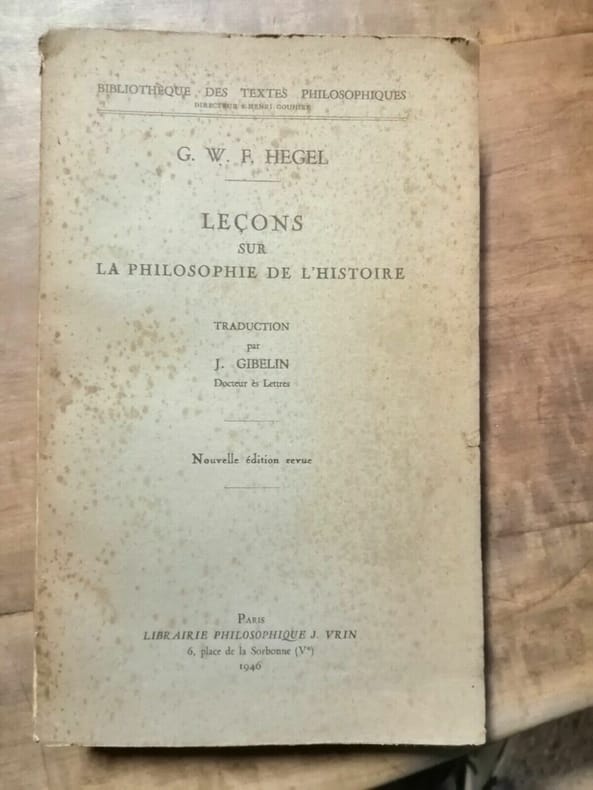 BIBLIOTHÈQUE DES TEXTES PHILOSOPHIQUES
DIRECTEUR : HENRI GOUHIER
G. W. F. HEGEL
LEÇONS
SUR
LA PHILOSOPHIE DE L'HISTOIRE
TRADUCTION
par
J. GIBELIN
Docteur ès Lettres
Nouvelle édition revue
PARIS
LIBRAIRIE PHILOSOPHIQUE J. VRIN
6, place de la Sorbonne (Vᵉ)
1946